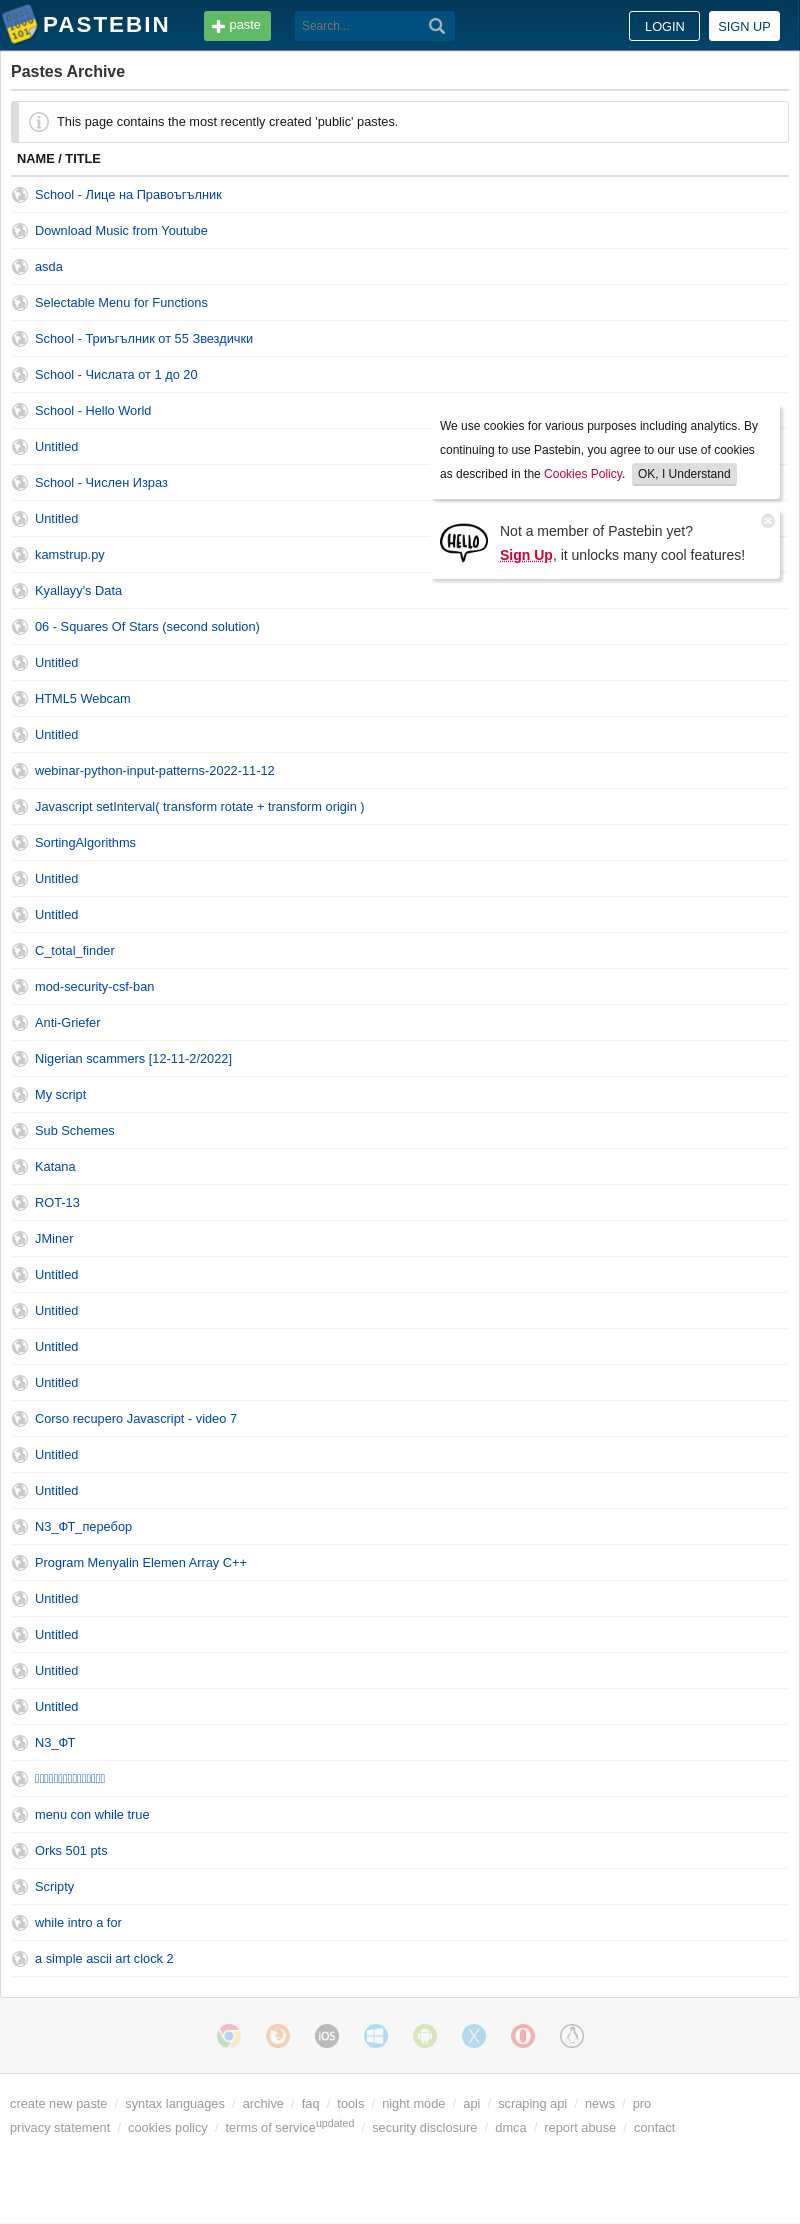 PASTEBIN
paste
Search...
LOGIN
SIGN UP
Pastes Archive
This page contains the most recently created 'public' pastes.
NAME / TITLE
School - Лице на Правоъгълник
Download Music from Youtube
asda
Selectable Menu for Functions
School - Триъгълник от 55 Звездички
School - Числата от 1 до 20
School - Hello World
Untitled
School - Числен Израз
Untitled
kamstrup.py
Kyallayy's Data
We use cookies for various purposes including analytics. By
continuing to use Pastebin, you agree to our use of cookies
as described in the Cookies Policy. OK, I Understand
HELLO
Not a member of Pastebin yet?
Sign Up, it unlocks many cool features!
06 - Squares Of Stars (second solution)
Untitled
HTML5 Webcam
Untitled
webinar-python-input-patterns-2022-11-12
Javascript setInterval( transform rotate + transform origin )
SortingAlgorithms
Untitled
Untitled
C_total_finder
mod-security-csf-ban
Anti-Griefer
Nigerian scammers [12-11-2/2022]
My script
Sub Schemes
Katana
ROT-13
JMiner
Untitled
Untitled
Untitled
Untitled
Corso recupero Javascript - video 7
Untitled
Untitled
N3_ФТ_перебор
Program Menyalin Elemen Array C++
Untitled
Untitled
Untitled
Untitled
N3_ФТ
menu con while true
Orks 501 pts
Scripty
while intro a for
a simple ascii art clock 2
iOS
create new paste / syntax languages / archive / faq / tools / night mode / api / scraping api / news / pro
privacy statement / cookies policy / terms of service updated / security disclosure / dmca / report abuse / contact